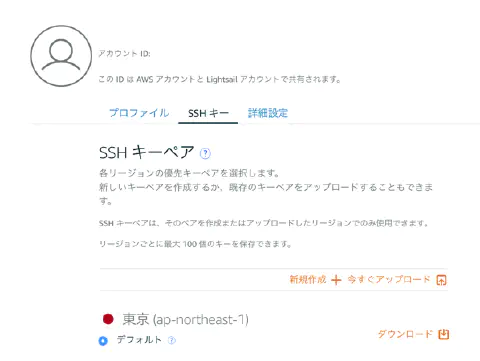 アカウント ID:
この ID は AWS アカウントと Lightsail アカウントで共有されます。
プロファイル SSH キー 詳細設定
SSH キーペア ?
各リージョンの優先キーペアを選択します。
新しいキーペアを作成するか、既存のキーペアをアップロードすることもできま
す。
SSH キーペアは、そのペアを作成またはアップロードしたリージョンでのみ使用できます。
リージョンごとに最大 100 個のキーを保存できます。
新規作成 + 今すぐアップロード
東京 (ap-northeast-1)
デフォルト ?
ダウンロード